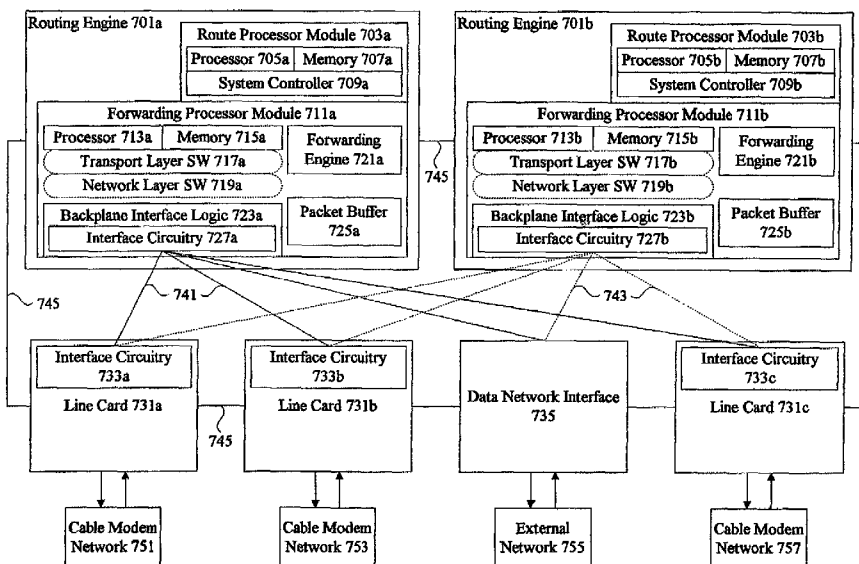 Routing Engine 701a
Route Processor Module 703a
Processor 705a
Memory 707a
System Controller 709a
Forwarding Processor Module 711a
Processor 713a
Memory 715a
Transport Layer SW 717a
Network Layer SW 719a
Forwarding
Engine 721a
Backplane Interface Logic 723a
Interface Circuitry 727a
Packet Buffer
725a
Routing Engine 701b
Route Processor Module 703b
Processor 705b
Memory 707b
System Controller 709b
Forwarding Processor Module 711b
Processor 713b
Memory 715b
Transport Layer SW 717b
Network Layer SW 719b
Forwarding
Engine 721b
Backplane Interface Logic 723b
Interface Circuitry 727b
Packet Buffer
725b
745
745
741
743
Interface Circuitry
733a
Line Card 731a
745
Interface Circuitry
733b
Line Card 731b
Data Network Interface
735
Interface Circuitry
733c
Line Card 731c
Cable Modem
Network 751
Cable Modem
Network 753
External
Network 755
Cable Modem
Network 757